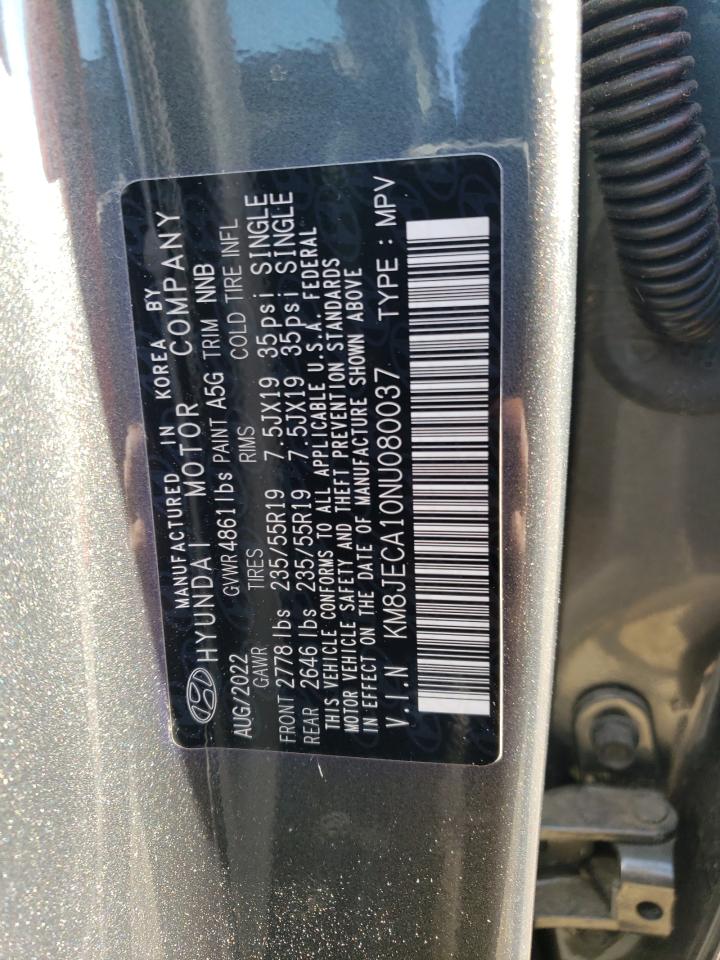 MANUFACTURED IN KOREA BY
HYUNDAI MOTOR COMPANY
AUG/2022 GVWR 4861 lbs PAINT A5G TRIM NNB
GAWR TIRES RIMS COLD TIRE INFL
FRONT 2778 lbs 235/55R19 7.5JX19 35psi SINGLE
REAR 2646 lbs 235/55R19 7.5JX19 35psi SINGLE
THIS VEHICLE CONFORMS TO ALL APPLICABLE U.S.A. FEDERAL
MOTOR VEHICLE SAFETY AND THEFT PREVENTION STANDARDS
IN EFFECT ON THE DATE OF MANUFACTURE SHOWN ABOVE
V.I.N KM8JECA10NU080037 TYPE : MPV